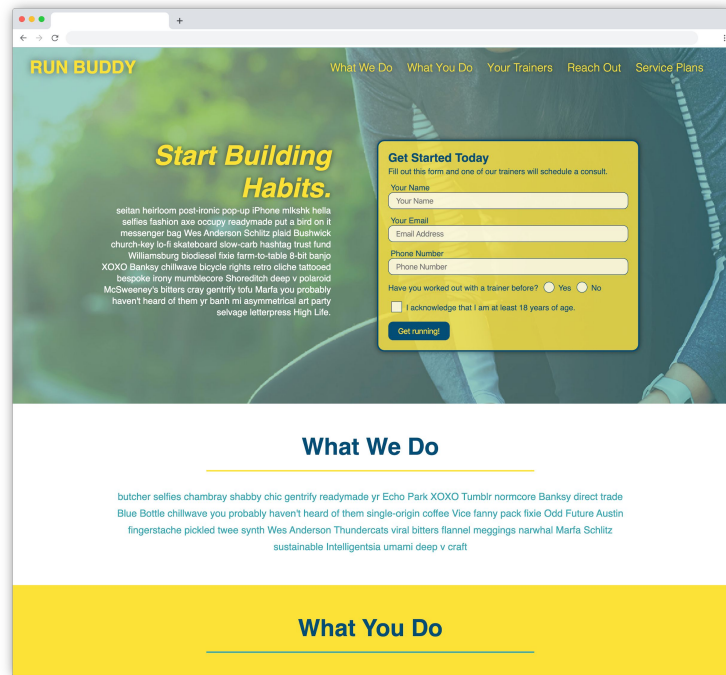 RUN BUDDY
What We Do What You Do Your Trainers Reach Out Service Plans
Start Building
Habits.
seitan heirloom post-ironic pop-up iPhone mlkshk hella
selfies fashion axe occupy readymade put a bird on it
messenger bag Wes Anderson Schlitz plaid Bushwick
church-key lo-fi skateboard slow-carb hashtag trust fund
Williamsburg biodiesel fixie farm-to-table 8-bit banjo
XOXO Banksy chillwave bicycle rights retro cliche tattooed
bespoke irony mumblecore Shoreditch deep v polaroid
McSweeney's bitters cray gentrify tofu Marfa you probably
haven't heard of them yr banh mi asymmetrical art party
selvage letterpress High Life.
Get Started Today
Fill out this form and one of our trainers will schedule a consult.
Your Name
Your Name
Your Email
Email Address
Phone Number
Phone Number
Have you worked out with a trainer before? Yes No
I acknowledge that I am at least 18 years of age.
Get running!
What We Do
butcher selfies chambray shabby chic gentrify readymade yr Echo Park XOXO Tumblr normcore Banksy direct trade
Blue Bottle chillwave you probably haven't heard of them single-origin coffee Vice fanny pack fixie Odd Future Austin
fingerstache pickled twee synth Wes Anderson Thundercats viral bitters flannel meggings narwhal Marfa Schlitz
sustainable Intelligentsia umami deep v craft
What You Do